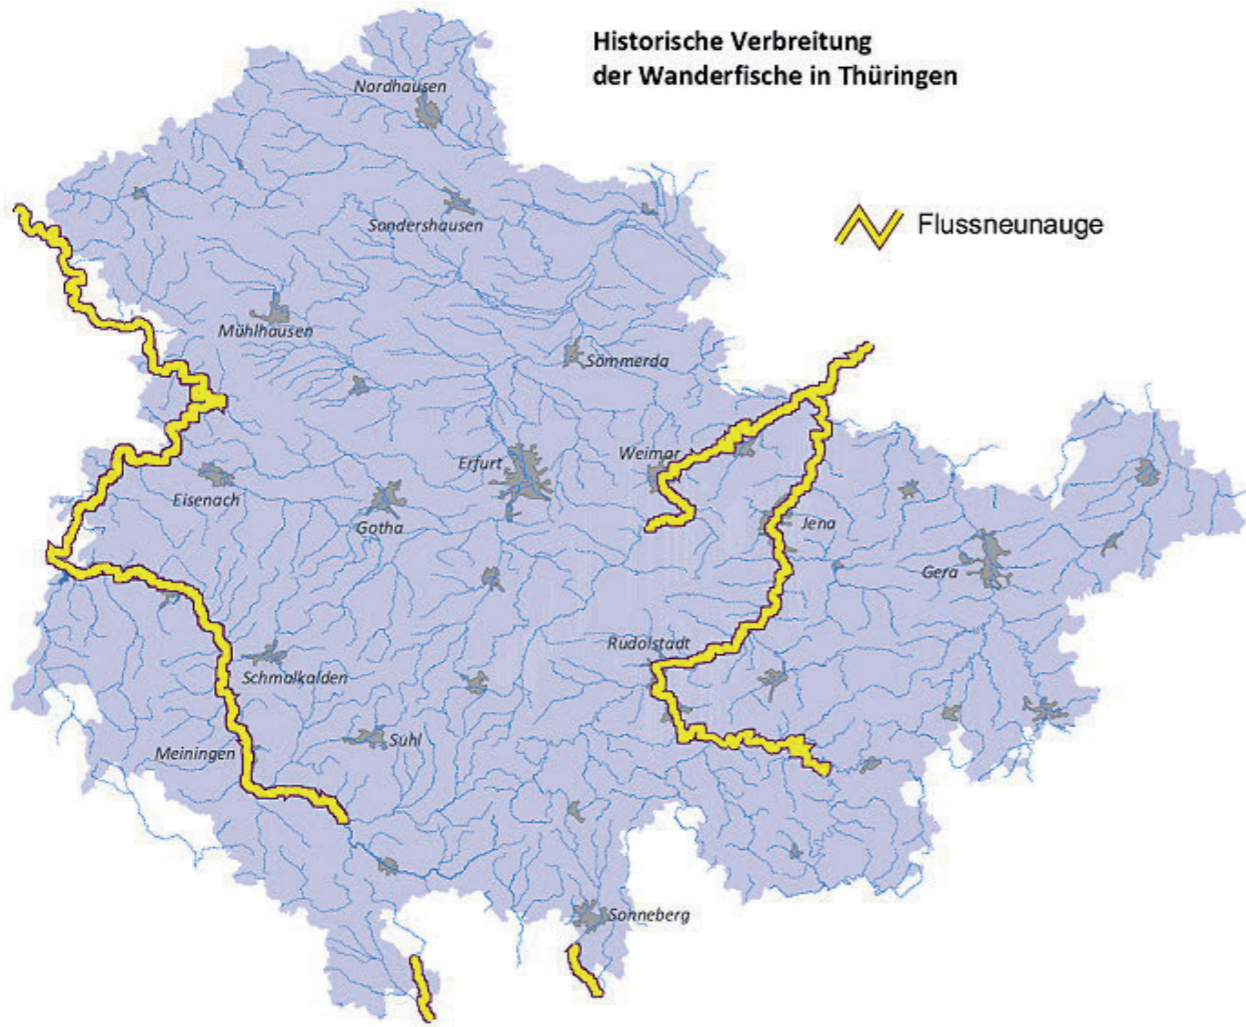 Historische Verbreitung
der Wanderfische in Thüringen
Nordhausen
Sondershausen
Flussneunauge
Mühlhausen
Sömmerda
Weimar
Erfurt
Eisenach
Gotha
Jena
Gera
Rudolstadt
Schmalkalden
Suhl
Meiningen
Sonneberg